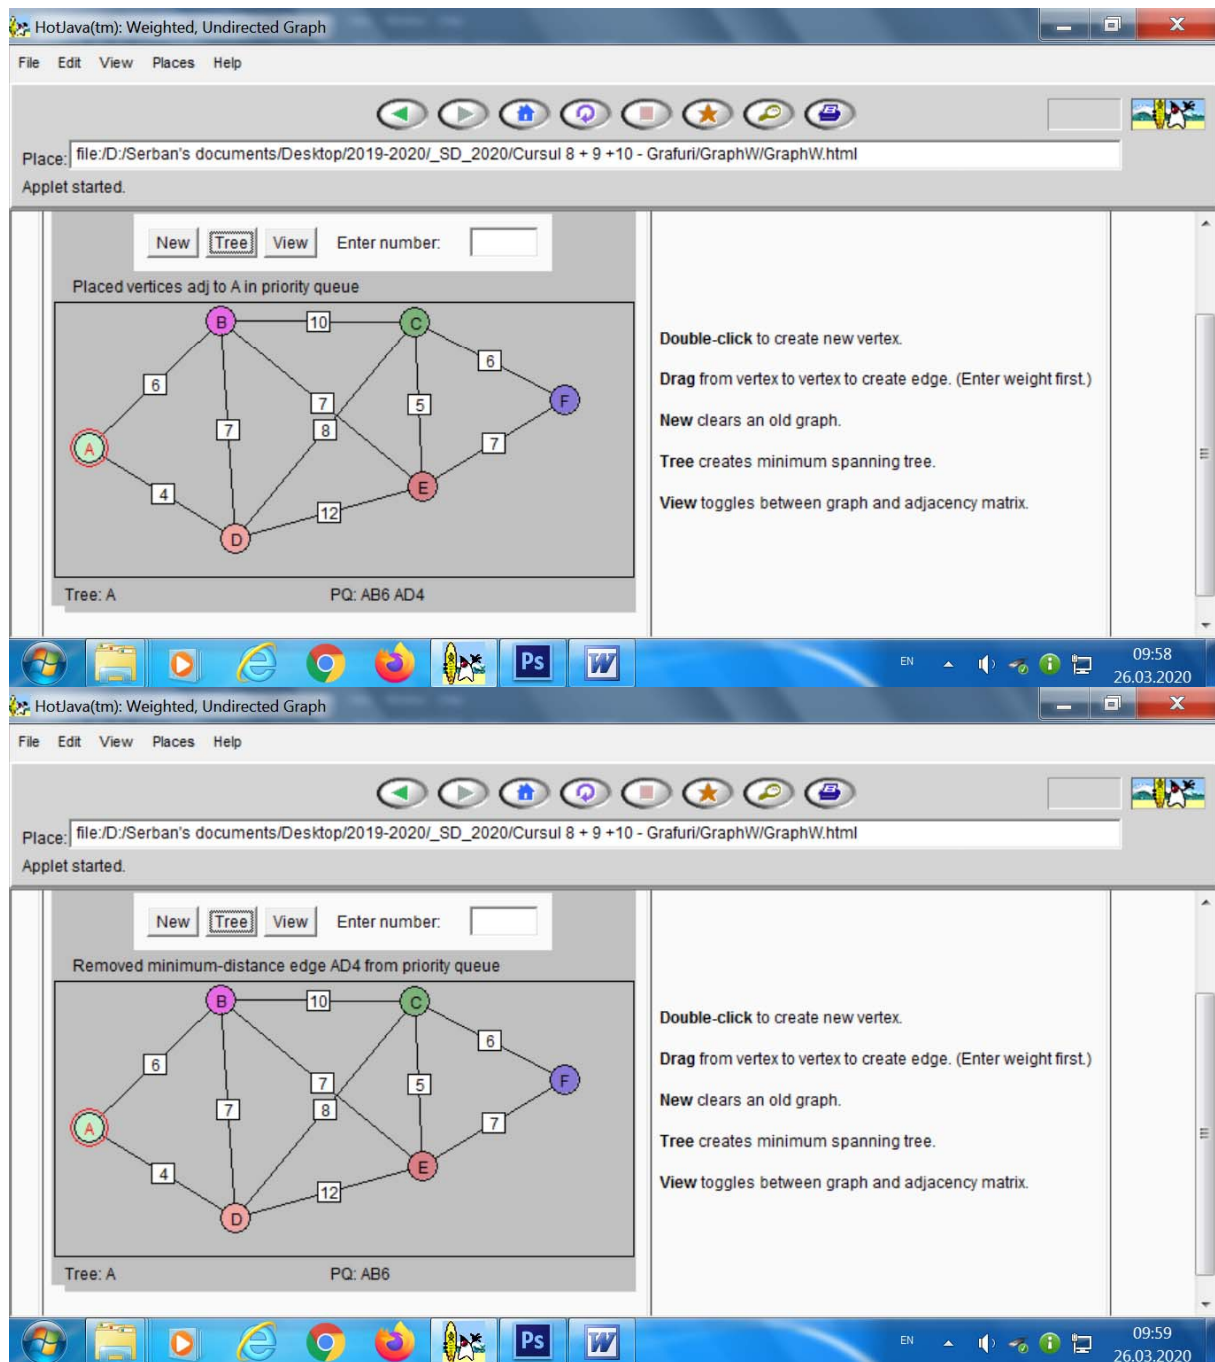 HotJava(tm): Weighted, Undirected Graph
File Edit View Places Help
Place: file:/D:/Serban's documents/Desktop/2019-2020/_SD_2020/Cursul 8 + 9 +10 - Grafuri/GraphW/GraphW.html
Applet started.
New Tree View Enter number:
Placed vertices adj to A in priority queue
B 10 C
6
6
7
5
F
7
8
7
A
E
4
12
D
Tree: A PQ: AB6 AD4
Double-click to create new vertex.
Drag from vertex to vertex to create edge. (Enter weight first.)
New clears an old graph.
Tree creates minimum spanning tree.
View toggles between graph and adjacency matrix.
Ps W EN 09:58
26.03.2020
HotJava(tm): Weighted, Undirected Graph
File Edit View Places Help
Place: file:/D:/Serban's documents/Desktop/2019-2020/_SD_2020/Cursul 8 + 9 +10 - Grafuri/GraphW/GraphW.html
Applet started.
New Tree View Enter number:
Removed minimum-distance edge AD4 from priority queue
B 10 C
6
6
7
5
F
7
8
7
A
E
4
12
D
Tree: A PQ: AB6
Double-click to create new vertex.
Drag from vertex to vertex to create edge. (Enter weight first.)
New clears an old graph.
Tree creates minimum spanning tree.
View toggles between graph and adjacency matrix.
Ps W EN 09:59
26.03.2020